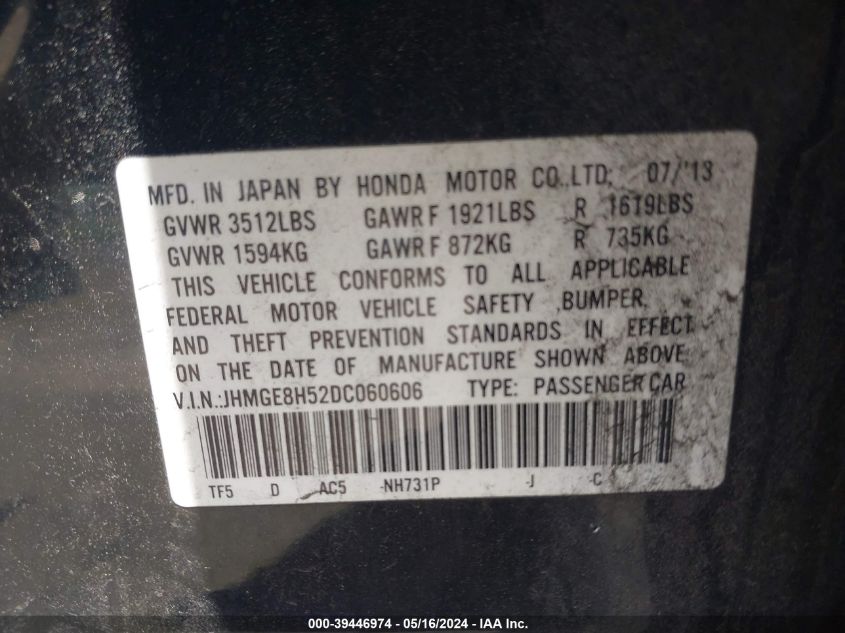 MFD. IN JAPAN BY HONDA MOTOR CO.,LTD. 07/'13
GVWR 3512LBS GAWR F 1921LBS R 1619LBS
GVWR 1594KG GAWR F 872KG R 735KG
THIS VEHICLE CONFORMS TO ALL APPLICABLE
FEDERAL MOTOR VEHICLE SAFETY ,BUMPER,
AND THEFT PREVENTION STANDARDS IN EFFECT
ON THE DATE OF MANUFACTURE SHOWN ABOVE.
V.I.N.:JHMGE8H52DC060606 TYPE: PASSENGER CAR
TF5 D AC5 -NH731P -J -C
000-39446974 - 05/16/2024 - IAA Inc.